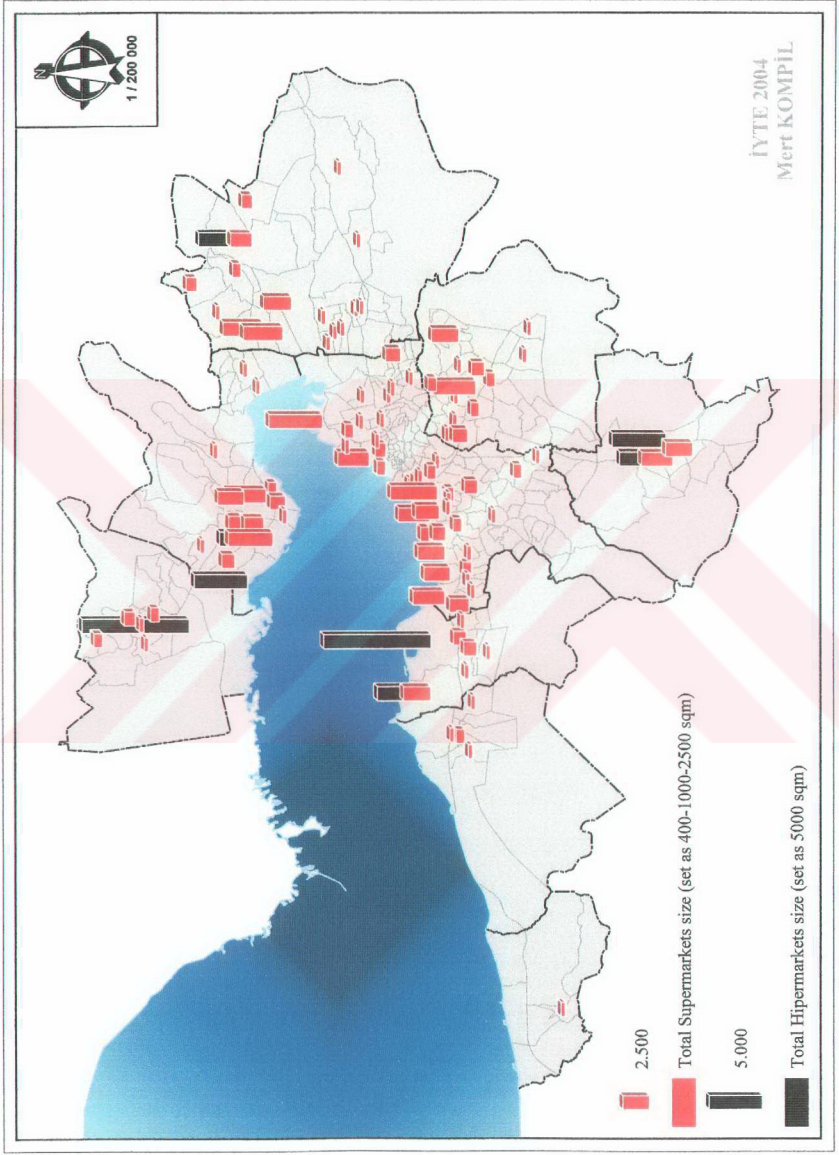 N
1 / 200 000
2.500
Total Supermarkets size (set as 400-1000-2500 sqm)
5.000
Total Hipermarkets size (set as 5000 sqm)
İYTE 2004
Mert KOMPİL